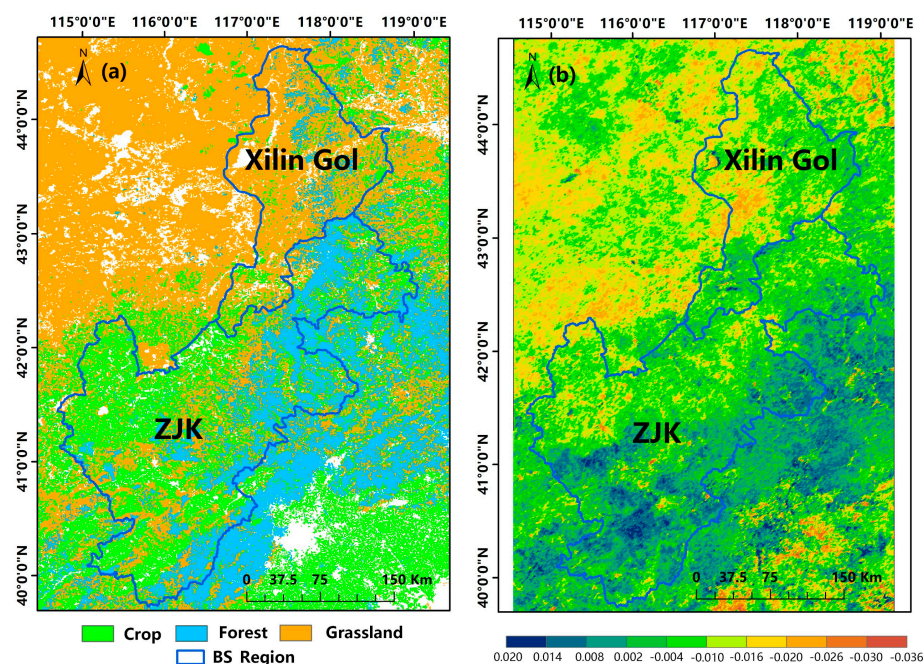 115°0'0"E 116°0'0"E 117°0'0"E 118°0'0"E 119°0'0"E
N
(a)
44°0'0"N
43°0'0"N
42°0'0"N
41°0'0"N
40°0'0"N
Xilin Gol
ZJK
0 37.5 75 150 Km
Crop Forest Grassland
BS Region
115°0'0"E 116°0'0"E 117°0'0"E 118°0'0"E 119°0'0"E
N
(b)
44°0'0"N
43°0'0"N
42°0'0"N
41°0'0"N
40°0'0"N
Xilin Gol
ZJK
0 37.5 75 150 Km
0.020 0.014 0.008 0.002 -0.004 -0.010 -0.016 -0.020 -0.026 -0.030 -0.036